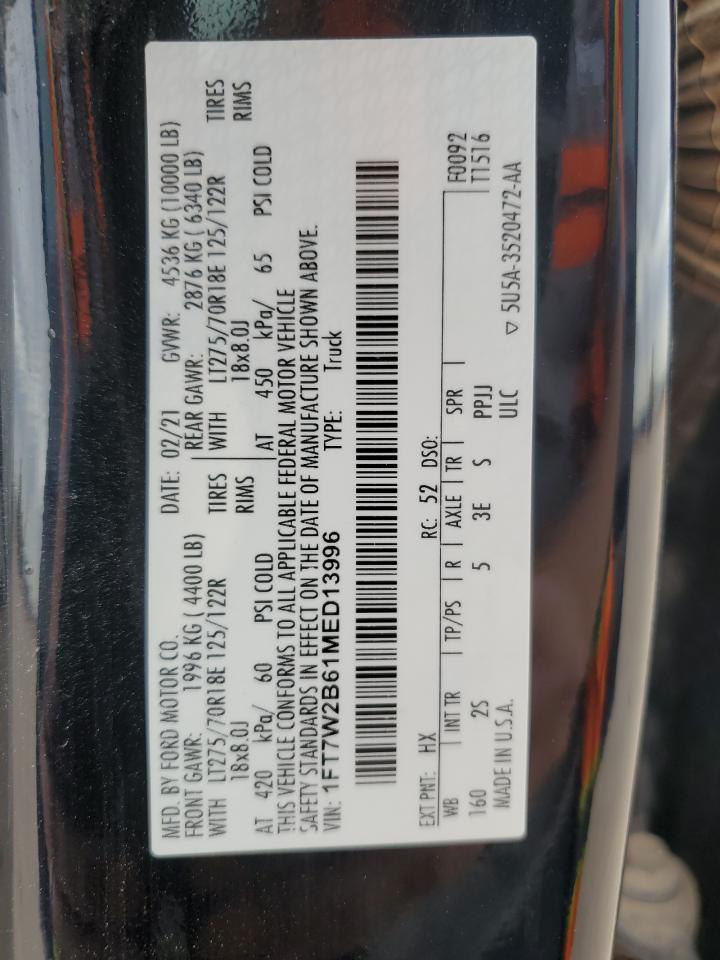 MFD. BY FORD MOTOR CO. DATE: 02/21 GVWR: 4536 KG (10000 LB)
FRONT GAWR: 1996 KG ( 4400 LB) REAR GAWR: 2876 KG ( 6340 LB)
WITH LT275/70R18E 125/122R TIRES WITH LT275/70R18E 125/122R TIRES
18x8.0J RIMS 18x8.0J RIMS
AT 420 kPa/ 60 PSI COLD AT 450 kPa/ 65 PSI COLD
THIS VEHICLE CONFORMS TO ALL APPLICABLE FEDERAL MOTOR VEHICLE
SAFETY STANDARDS IN EFFECT ON THE DATE OF MANUFACTURE SHOWN ABOVE.
VIN: 1FT7W2B61MED13996 TYPE: Truck
EXT PNT: HX RC: 52 DSO: F0092
WB INT TR TP/PS R AXLE TR SPR T1516
160 2S 5 3E S PPJJ
MADE IN U.S.A. ULC ▽ 5U5A-3520472-AA